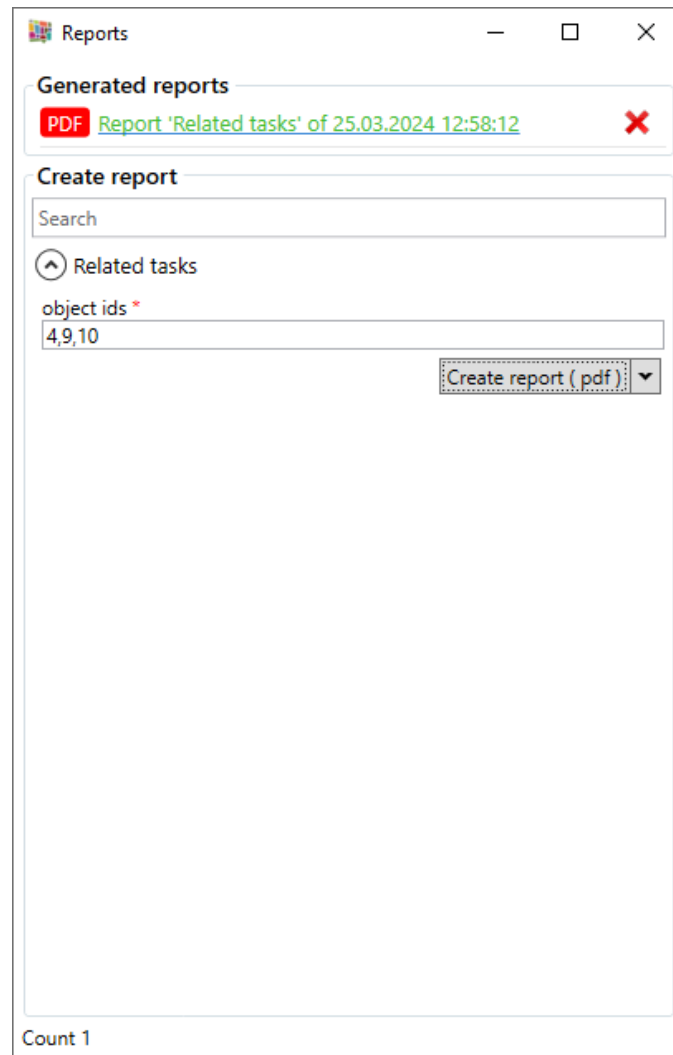 Reports
Generated reports
PDF Report 'Related tasks' of 25.03.2024 12:58:12
Create report
Search
Related tasks
object ids *
4,9,10
Create report ( pdf )
Count 1